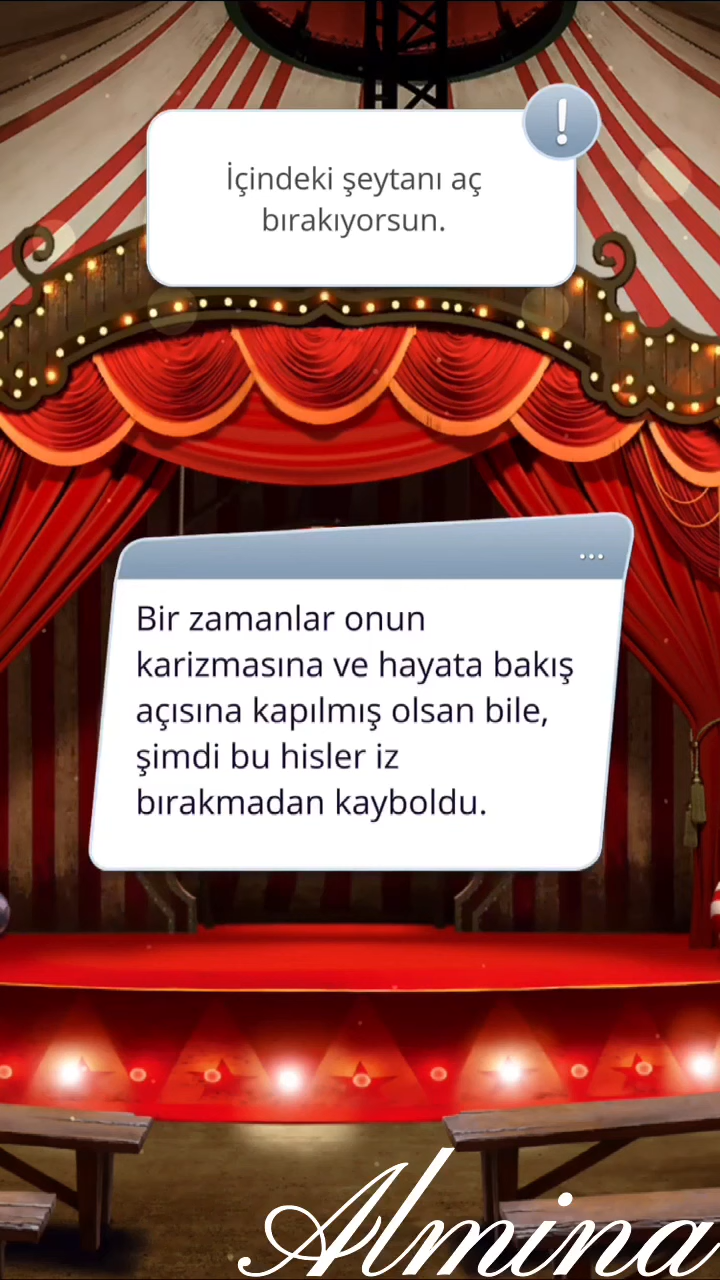 İçindeki şeytanı aç
bırakıyorsun.
Bir zamanlar onun
karizmasına ve hayata bakış
açısına kapılmış olsan bile,
şimdi bu hisler iz
bırakmadan kayboldu.
Almina